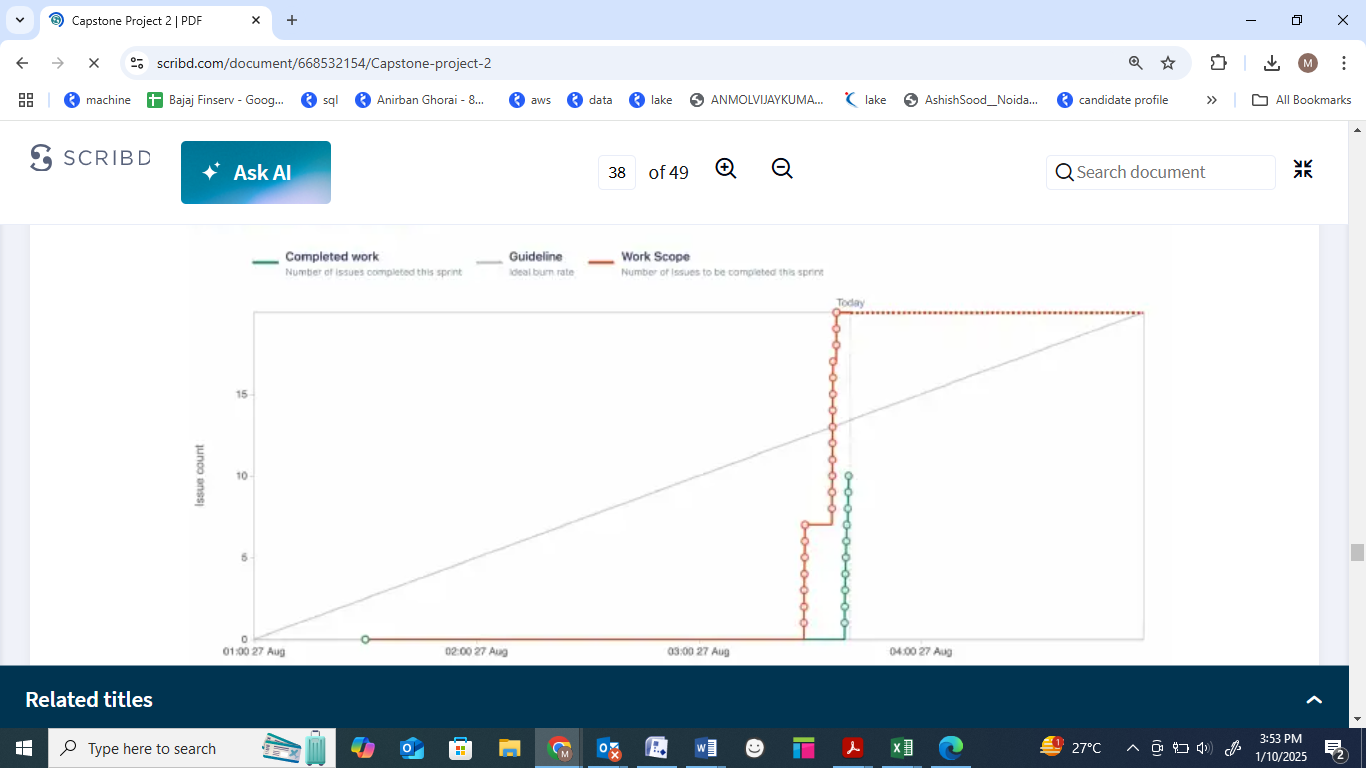 Capstone Project 2 | PDF
scribd.com/document/668532154/Capstone-project-2
M
machine
Bajaj Finserv - Goog...
sql
Anirban Ghorai - 8...
aws
data
lake
ANMOLVIJAYKUMA...
lake
AshishSood__Noida...
candidate profile
All Bookmarks
SCRIBD
Ask AI
38 of 49
Search document
Completed work
Number of issues completed this sprint
Guideline
Ideal burn rate
Work Scope
Number of issues to be completed this sprint
Today
15
10
5
0
Issue count
01:00 27 Aug
02:00 27 Aug
03:00 27 Aug
04:00 27 Aug
Related titles
Type here to search
M
1
27°C
3:53 PM
1/10/2025
2